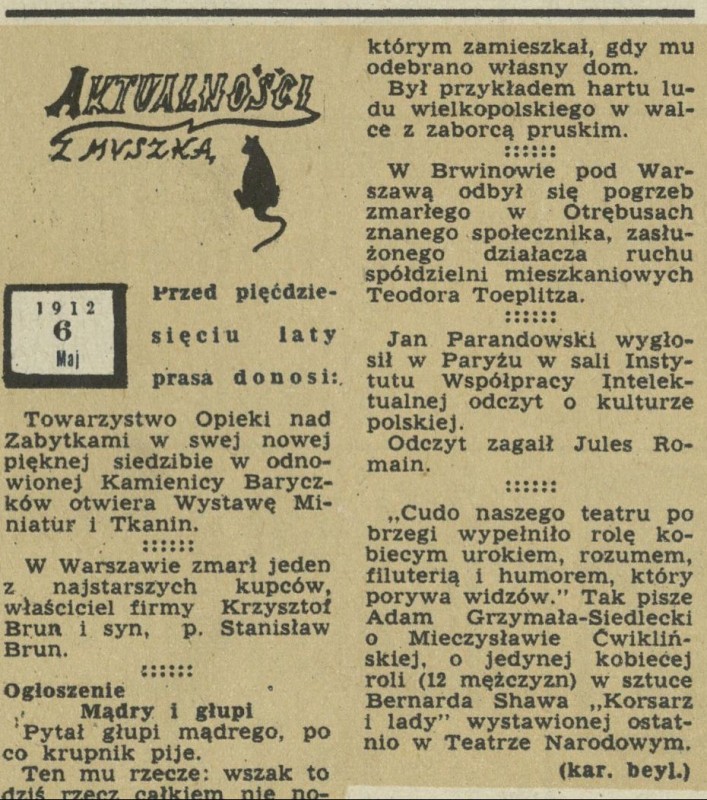 AKTUALNOŚCI
Z MYSZKĄ
1912
6
Maj
Przed pięćdzie-
sięciu laty
prasa donosi:
Towarzystwo Opieki nad
Zabytkami w swej nowej
pięknej siedzibie w odno-
wionej Kamienicy Barycz-
ków otwiera Wystawę Mi-
niatur i Tkanin.
::::::
W Warszawie zmarł jeden
z najstarszych kupców,
właściciel firmy Krzysztof
Brun i syn, p. Stanisław
Brun.
::::::
Ogłoszenie
Mądry i głupi
Pytał głupi mądrego, po
co krupnik pije.
Ten mu rzecze: wszak to
dziś rzecz całkiem nie no-
którym zamieszkał, gdy mu
odebrano własny dom.
Był przykładem hartu lu-
du wielkopolskiego w wal-
ce z zaborcą pruskim.
::::::
W Brwinowie pod War-
szawą odbył się pogrzeb
zmarłego w Otrębusach
znanego społecznika, zasłu-
żonego działacza ruchu
spółdzielni mieszkaniowych
Teodora Toeplitza.
::::::
Jan Parandowski wygło-
sił w Paryżu w sali Insty-
tutu Współpracy Intelek-
tualnej odczyt o kulturze
polskiej.
Odczyt zagaił Jules Ro-
main.
::::::
„Cudo naszego teatru po
brzegi wypełniło rolę ko-
biecym urokiem, rozumem,
filuterią i humorem, który
porywa widzów." Tak pisze
Adam Grzymała-Siedlecki
o Mieczysławie Ćwikliń-
skiej, o jedynej kobiecej
roli (12 mężczyzn) w sztuce
Bernarda Shawa „Korsarz
i lady" wystawionej ostat-
nio w Teatrze Narodowym.
(kar. beyl.)